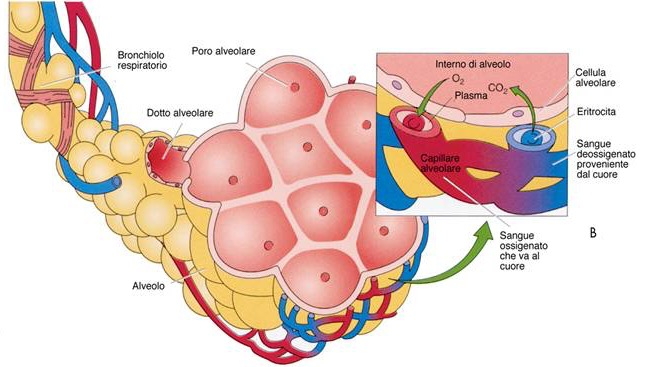 Bronchiolo
respiratorio
Poro alveolare
Dotto alveolare
Alveolo
Interno di alveolo
O2
CO2
Plasma
Capillare
alveolare
Cellula
alveolare
Eritrocita
Sangue
deossigenato
proveniente
dal cuore
Sangue
ossigenato
che va al
cuore
B